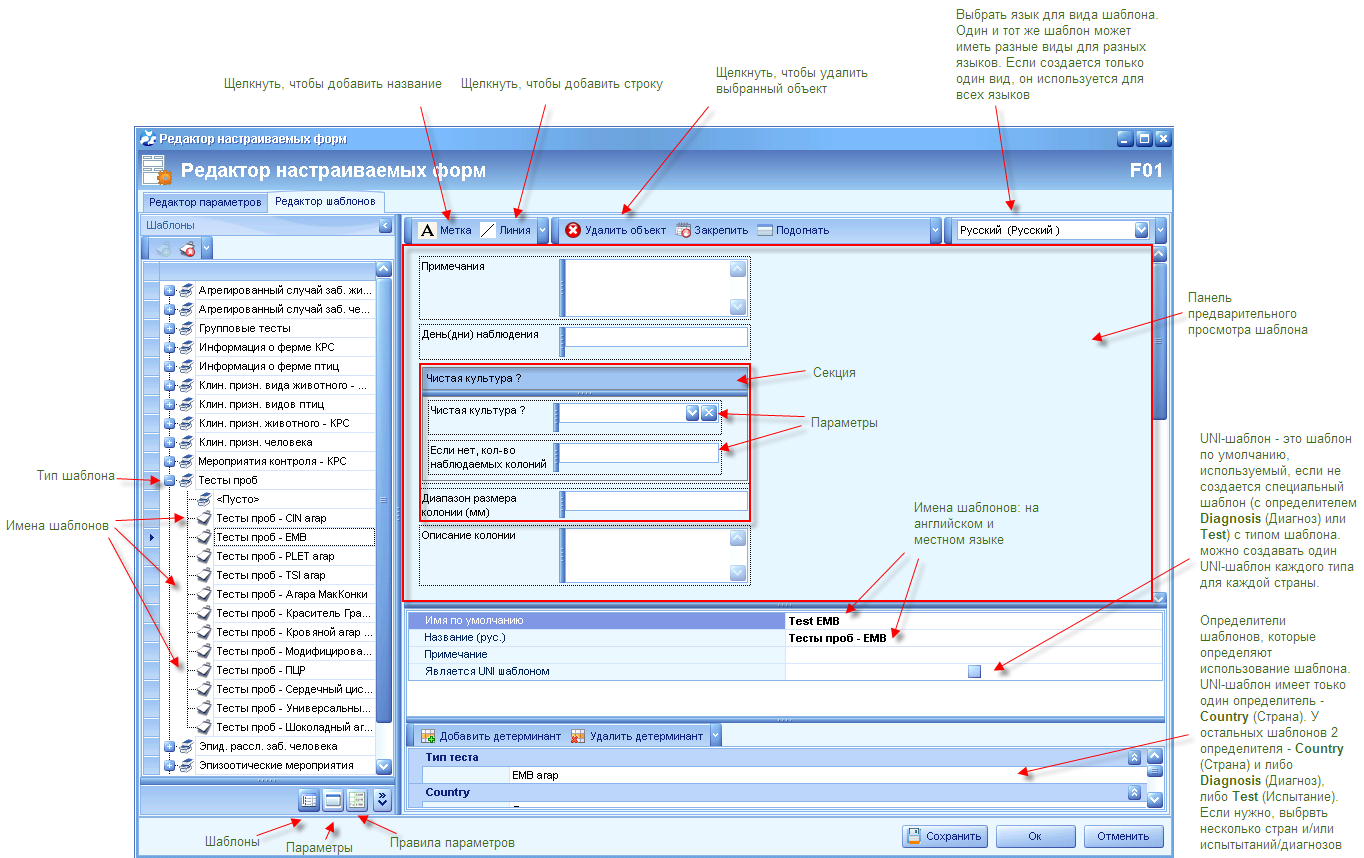 Выбрать язык для вида шаблона.
Один и тот же шаблон может
иметь разные виды для разных
языков. Если создается только
один вид, он используется для
всех языков
Щелкнуть, чтобы добавить название
Щелкнуть, чтобы добавить строку
Щелкнуть, чтобы удалить
выбранный объект
Редактор настраиваемых форм
Редактор настраиваемых форм
F01
Редактор параметров
Редактор шаблонов
Шаблоны
Метка
Линия
Удалить объект
Закрепить
Подогнать
Русский (Русский )
Агрегированный случай заб. жи...
Агрегированный случай заб. че...
Групповые тесты
Информация о ферме КРС
Информация о ферме птиц
Клин. призн. вида животного - ...
Клин. призн. видов птиц
Клин. призн. животного - КРС
Клин. призн. человека
Мероприятия контроля - КРС
Тесты проб
<Пусто>
Тесты проб - CIN агар
Тесты проб - EMB
Тесты проб - PLET агар
Тесты проб - TSI агар
Тесты проб - Агара МакКонки
Тесты проб - Краситель Гра...
Тесты проб - Кровяной агар ...
Тесты проб - Модифицирова...
Тесты проб - ПЦР
Тесты проб - Сердечный цис...
Тесты проб - Универсальны...
Тесты проб - Шоколадный аг...
Эпид. рассл. заб. человека
Эпизоотические мероприятия
Тип шаблона
Имена шаблонов
Примечания
День(дни) наблюдения
Чистая культура ?
Чистая культура ?
Если нет, кол-во
наблюдаемых колоний
Диапазон размера
колонии (мм)
Описание колонии
Секция
Параметры
Панель
предварительного
просмотра шаблона
Имена шаблонов: на
английском и
местном языке
UNI-шаблон - это шаблон
по умолчанию,
используемый, если не
создается специальный
шаблон (с определителем
Diagnosis (Диагноз) или
Test) с типом шаблона.
можно создавать один
UNI-шаблон каждого типа
для каждой страны.
Имя по умолчанию
Test EMB
Название (рус.)
Тесты проб - EMB
Примечание
Является UNI шаблоном
Определители
шаблонов, которые
определяют
использование шаблона.
UNI-шаблон имеет тоько
один определитель -
Country (Страна). У
остальных шаблонов 2
определителя - Country
(Страна) и либо
Diagnosis (Диагноз),
либо Test (Испытание).
Если нужно, выбрвть
несколько стран и/или
испытытаний/диагнозов
Добавить детерминант
Удалить детерминант
Тип теста
EMB агар
Country
Сохранить
Ок
Отменить
Шаблоны
Параметры
Правила параметров